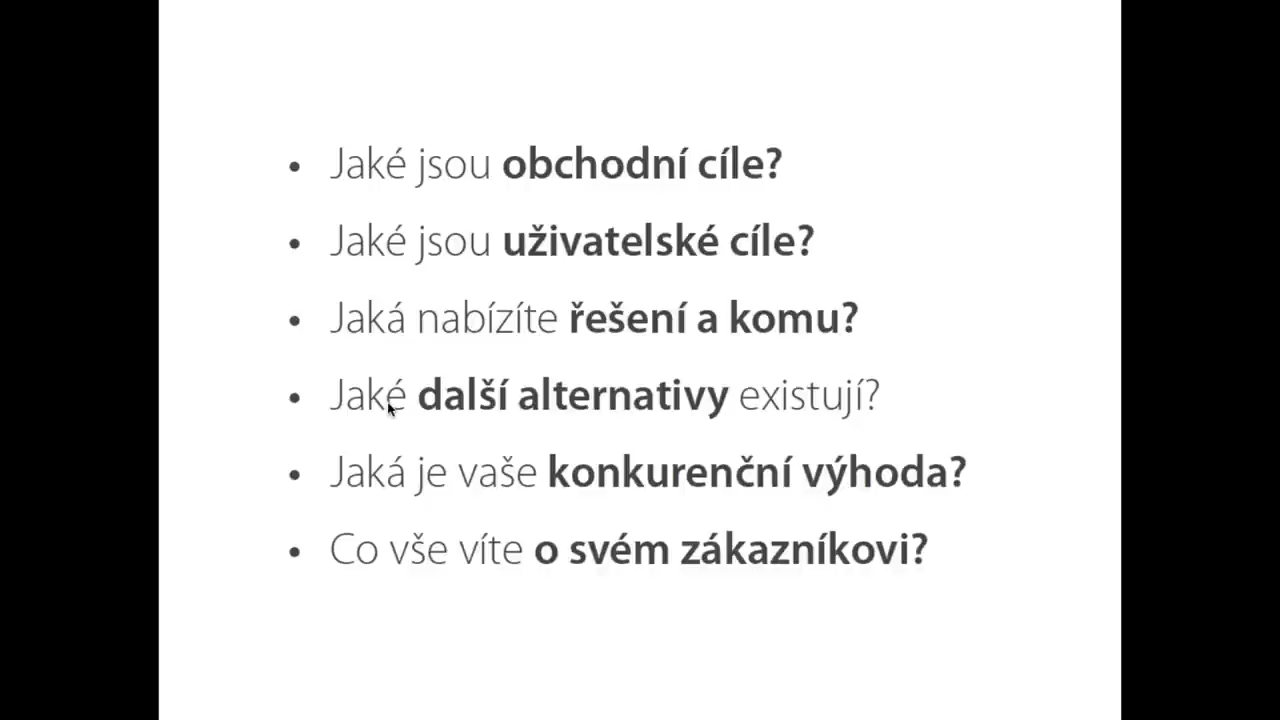 • Jaké jsou obchodní cíle?
• Jaké jsou uživatelské cíle?
• Jaká nabízíte řešení a komu?
• Jaké další alternativy existují?
• Jaká je vaše konkurenční výhoda?
• Co vše víte o svém zákazníkovi?